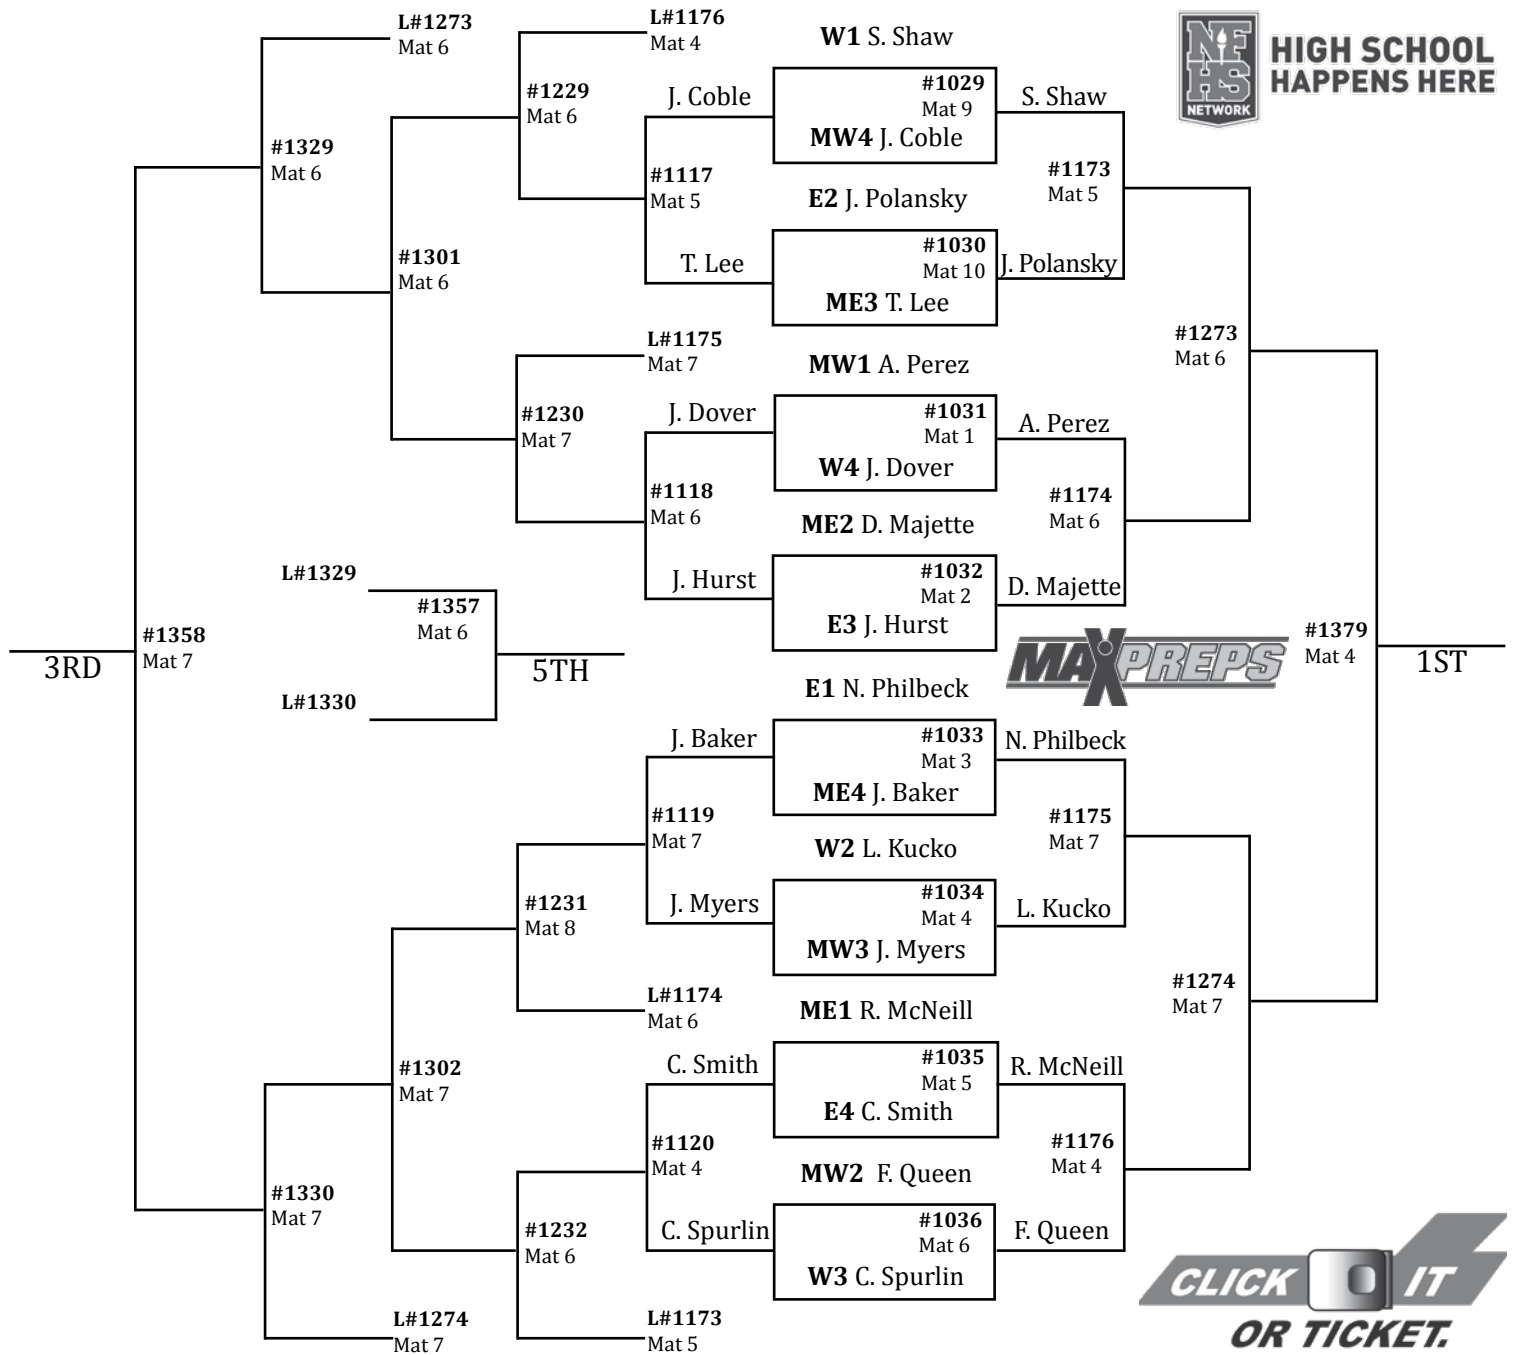 L#1273
Mat 6
L#1176
Mat 4
W1 S. Shaw
NF
HS
NETWORK
HIGH SCHOOL
HAPPENS HERE
#1229
Mat 6
J. Coble
#1029
Mat 9
S. Shaw
MW4 J. Coble
#1329
Mat 6
#1117
Mat 5
E2 J. Polansky
#1173
Mat 5
#1301
Mat 6
T. Lee
#1030
Mat 10
J. Polansky
ME3 T. Lee
L#1175
Mat 7
MW1 A. Perez
#1273
Mat 6
#1230
Mat 7
J. Dover
#1031
Mat 1
A. Perez
W4 J. Dover
#1118
Mat 6
ME2 D. Majette
#1174
Mat 6
L#1329
J. Hurst
#1032
Mat 2
D. Majette
#1357
Mat 6
E3 J. Hurst
#1358
Mat 7
3RD
5TH
MAXPREPS
#1379
Mat 4
1ST
L#1330
E1 N. Philbeck
J. Baker
#1033
Mat 3
N. Philbeck
ME4 J. Baker
#1119
Mat 7
W2 L. Kucko
#1175
Mat 7
#1231
Mat 8
J. Myers
#1034
Mat 4
L. Kucko
MW3 J. Myers
L#1174
Mat 6
ME1 R. McNeill
#1274
Mat 7
#1302
Mat 7
C. Smith
#1035
Mat 5
R. McNeill
E4 C. Smith
#1120
Mat 4
MW2 F. Queen
#1176
Mat 4
#1330
Mat 7
#1232
Mat 6
C. Spurlin
#1036
Mat 6
F. Queen
W3 C. Spurlin
L#1274
Mat 7
L#1173
Mat 5
CLICK IT
OR TICKET.